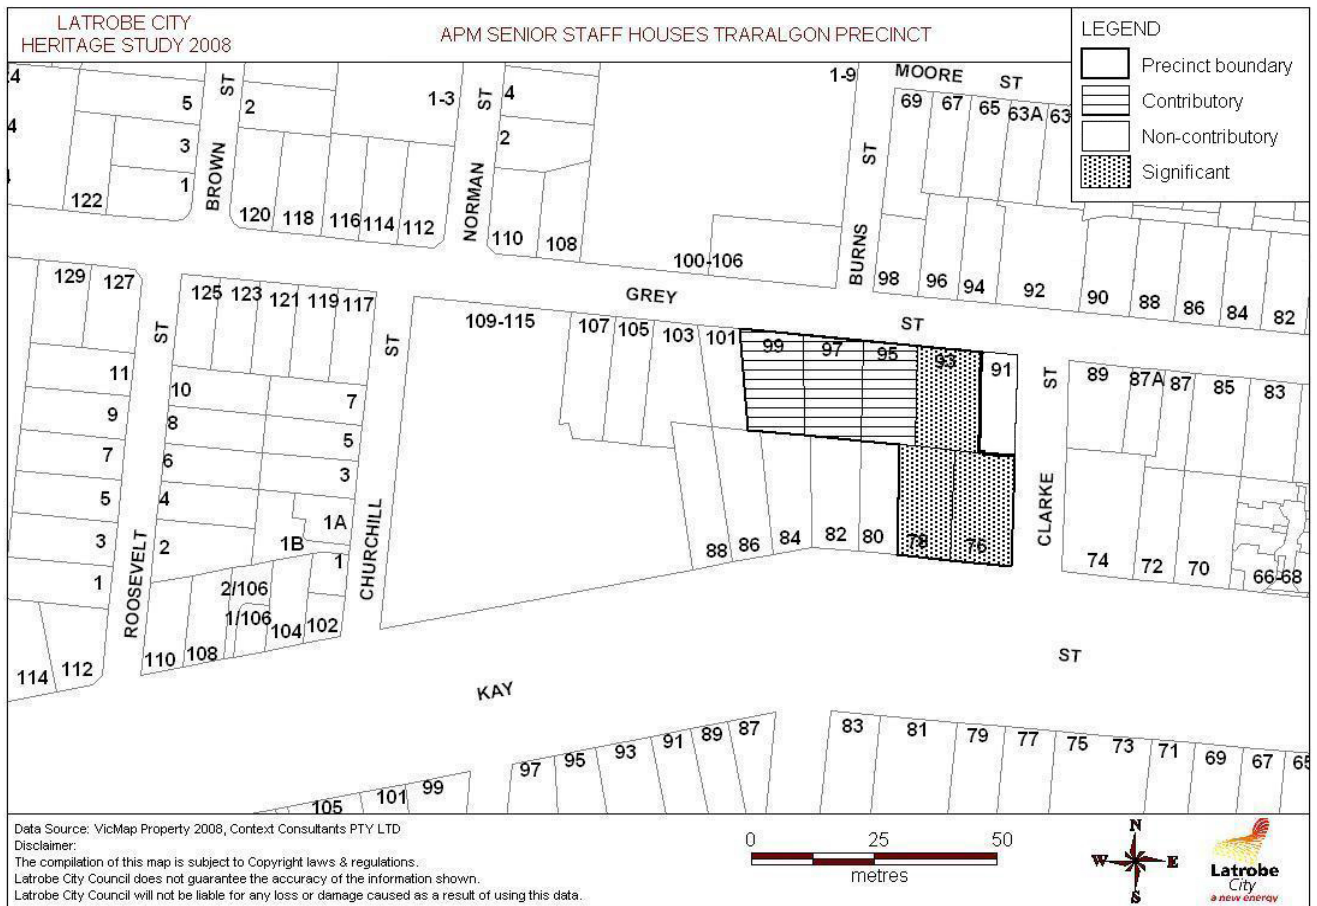 LATROBE CITY
HERITAGE STUDY 2008
APM SENIOR STAFF HOUSES TRARALGON PRECINCT
LEGEND
Precinct boundary
Contributory
Non-contributory
Significant
MOORE ST
1-9
69 67 65 63A 63
4
5
ST
2
1-3
ST
4
4
3
2
1
BROWN
NORMAN
ST
122
120 118 116 114 112
110 108
100-106
BURNS
98 96 94 92 90 88 86 84 82
129 127
125 123 121 119 117
GREY
ST
109-115
107 105 103 101 99 97 95 93 91
ST
ST
ST
89 87A 87 85 83
11
9
7
5
3
1
10
8
6
4
2
7
5
3
1A
1B
1
ROOSEVELT
CHURCHILL
CLARKE
88 86 84 82 80 78 76
74 72 70 66-68
2/106
1/106
104 102
110 108
114 112
ST
KAY
83 81 79 77 75 73 71 69 67 65
105 101 99
97 95 93 91 89 87
Data Source: VicMap Property 2008, Context Consultants PTY LTD
Disclaimer:
The compilation of this map is subject to Copyright laws & regulations.
Latrobe City Council does not guarantee the accuracy of the information shown.
Latrobe City Council will not be liable for any loss or damage caused as a result of using this data.
0 25 50
metres
N
W E
S
Latrobe
City
a new energy